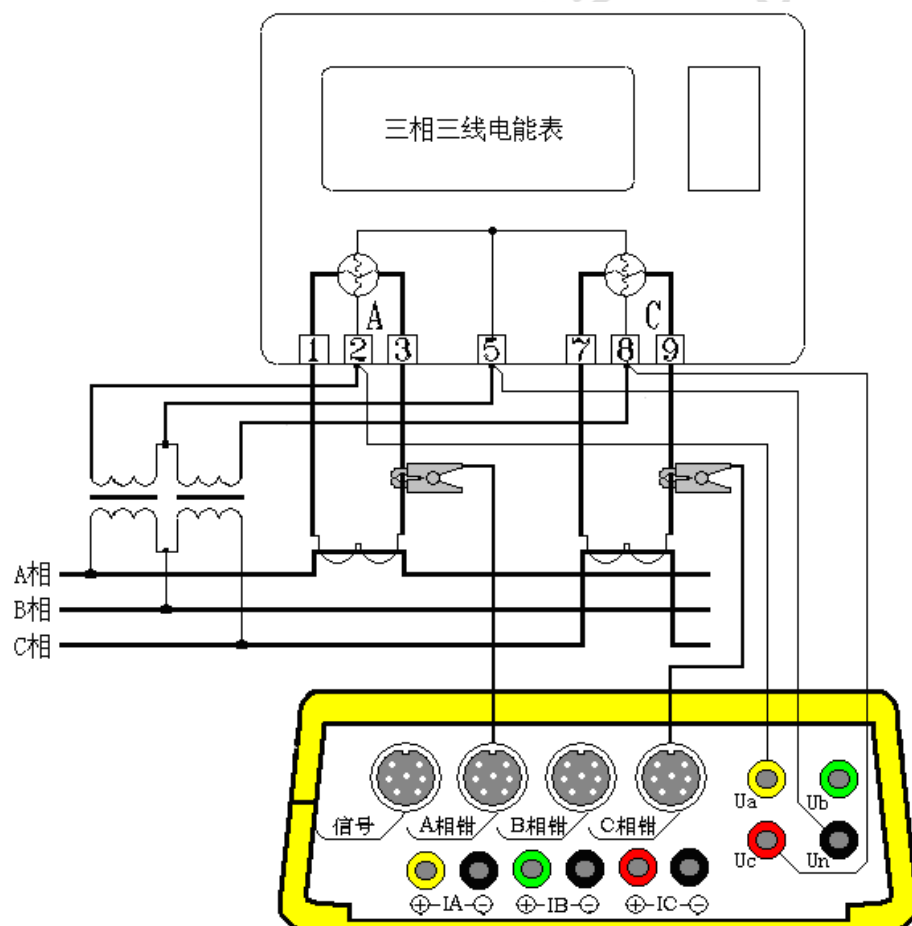 三相三线电能表
A
C
1 2 3 5 7 8 9
A相
B相
C相
信号 A相钳 B相钳 C相钳
Ua Ub
Uc Un
⊕-IA-⊖ ⊕-IB-⊖ ⊕-IC-⊖